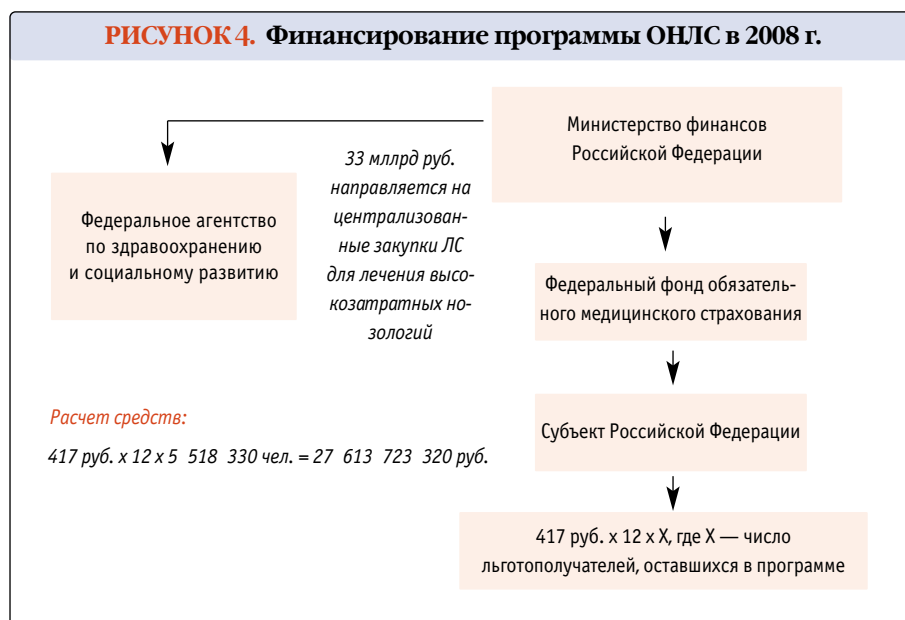 РИСУНОК 4. Финансирование программы ОНЛС в 2008 г.
Министерство финансов
Российской Федерации
33 мллрд руб.
направляется на
централизован-
ные закупки ЛС
для лечения высо-
козатратных но-
зологий
Федеральное агентство
по здравоохранению
и социальному развитию
Федеральный фонд обязатель-
ного медицинского страхования
Субъект Российской Федерации
Расчет средств:
417 руб. х 12 х 5 518 330 чел. = 27 613 723 320 руб.
417 руб. х 12 х Х, где Х — число
льготополучателей, оставшихся в программе